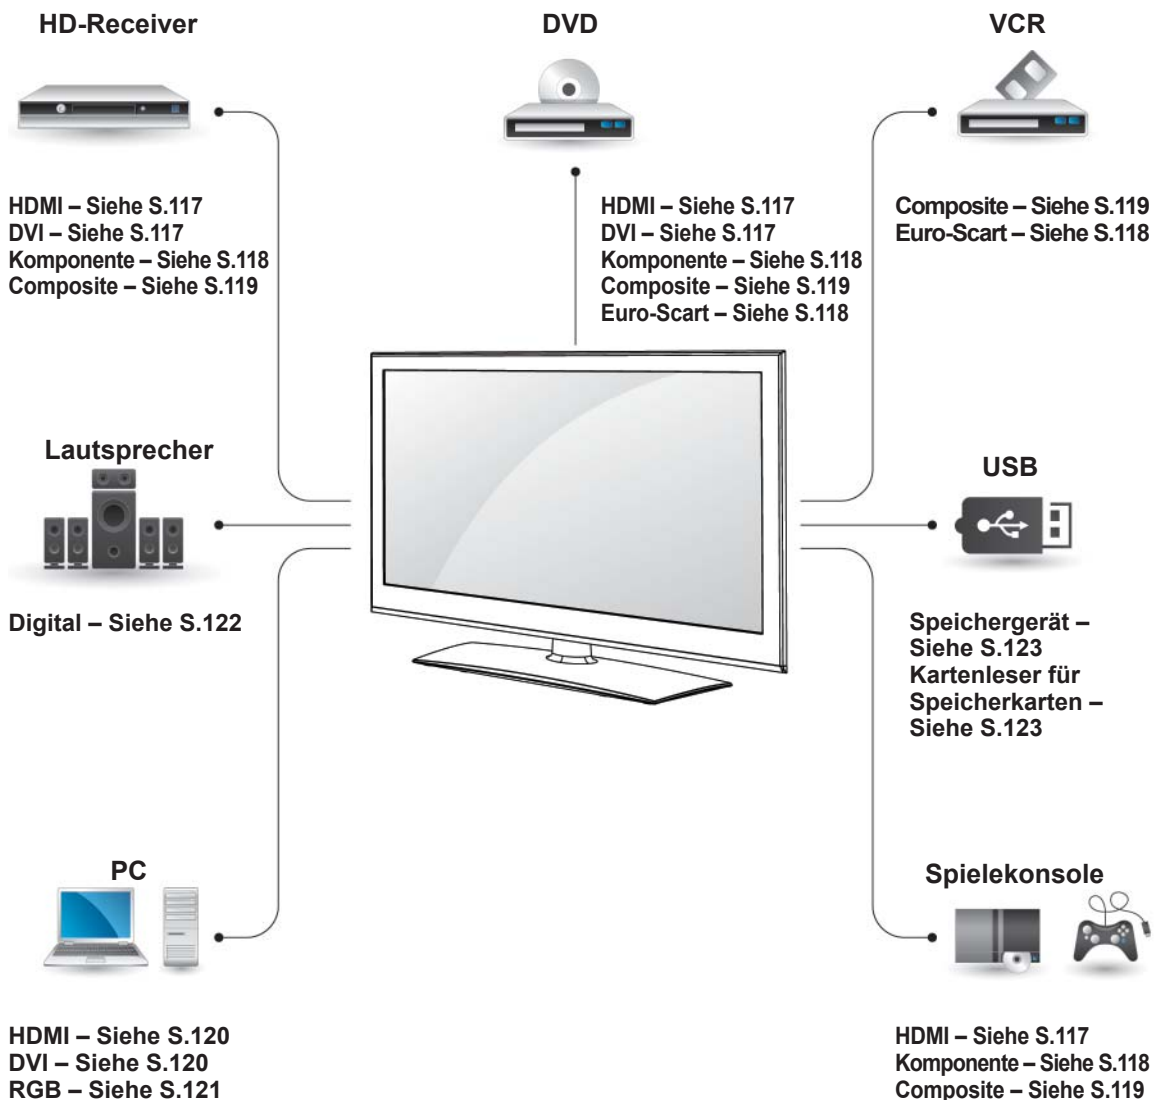 HD-Receiver
HDMI – Siehe S.117
DVI – Siehe S.117
Komponente – Siehe S.118
Composite – Siehe S.119
DVD
HDMI – Siehe S.117
DVI – Siehe S.117
Komponente – Siehe S.118
Composite – Siehe S.119
Euro-Scart – Siehe S.118
VCR
Composite – Siehe S.119
Euro-Scart – Siehe S.118
Lautsprecher
Digital – Siehe S.122
USB
Speichergerät –
Siehe S.123
Kartenleser für
Speicherkarten –
Siehe S.123
PC
HDMI – Siehe S.120
DVI – Siehe S.120
RGB – Siehe S.121
Spielekonsole
HDMI – Siehe S.117
Komponente – Siehe S.118
Composite – Siehe S.119